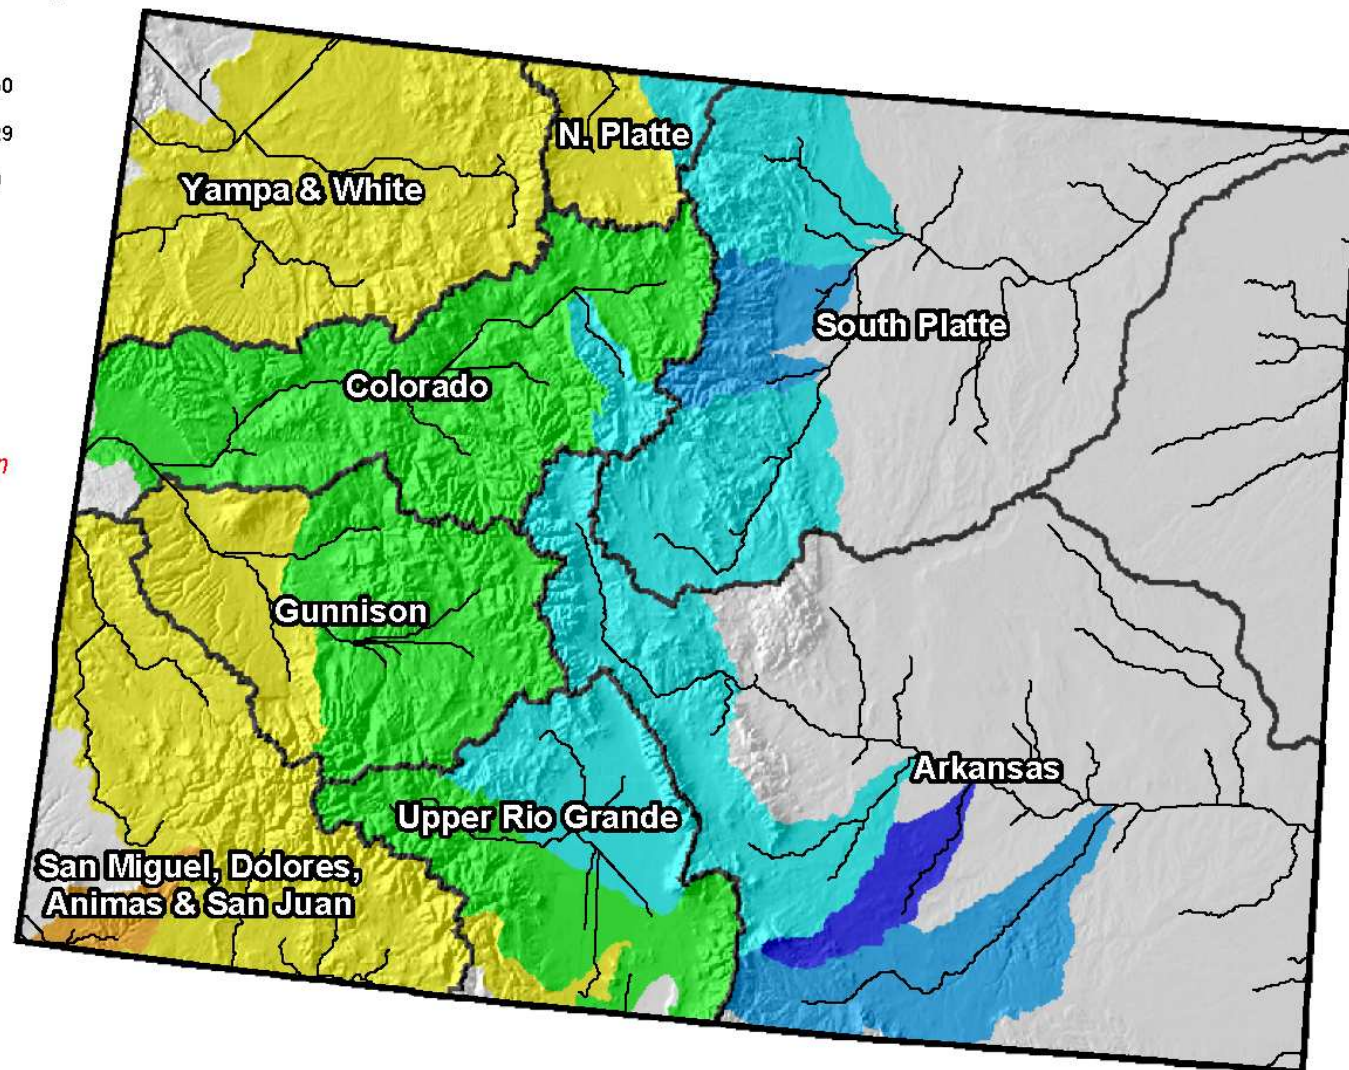 N. Platte
Yampa & White
South Platte
Colorado
Gunnison
Arkansas
Upper Rio Grande
San Miguel, Dolores,
Animas & San Juan